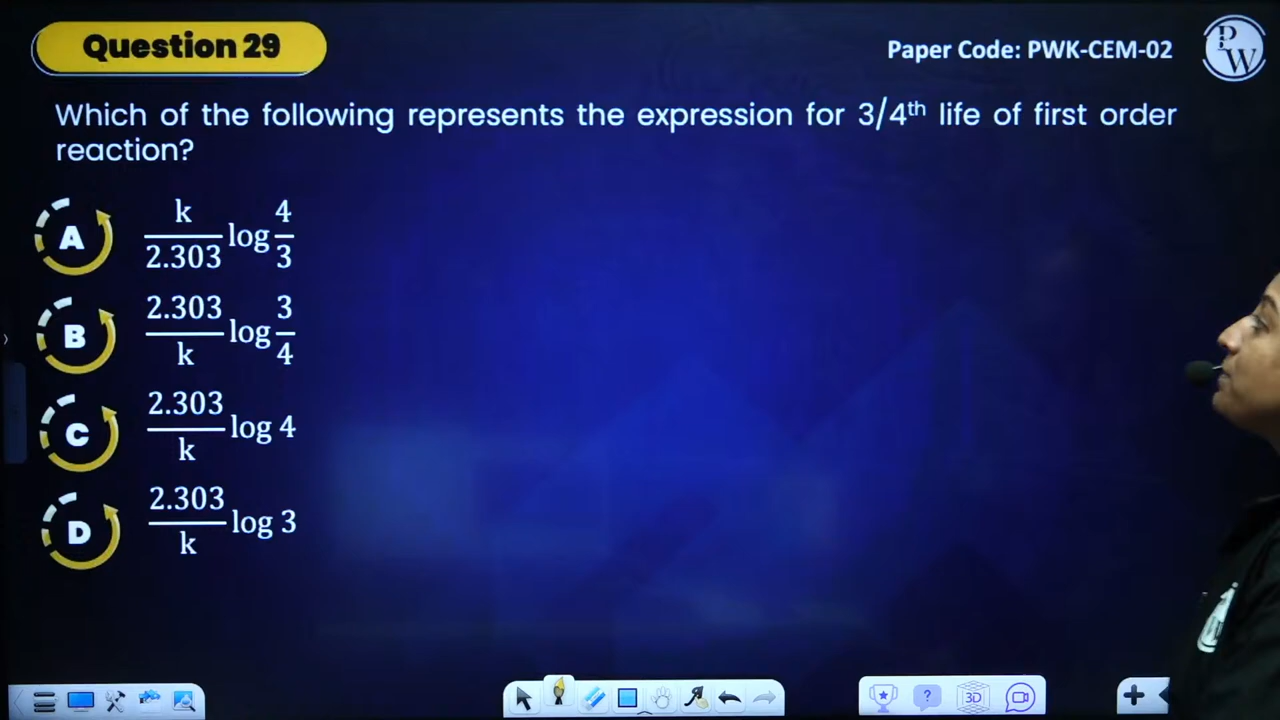 Question 29
Paper Code: PWK-CEM-02
PW
Which of the following represents the expression for 3/4th life of first order
reaction?
A k/2.303 log 4/3
B 2.303/k log 3/4
C 2.303/k log 4
D 2.303/k log 3
3D